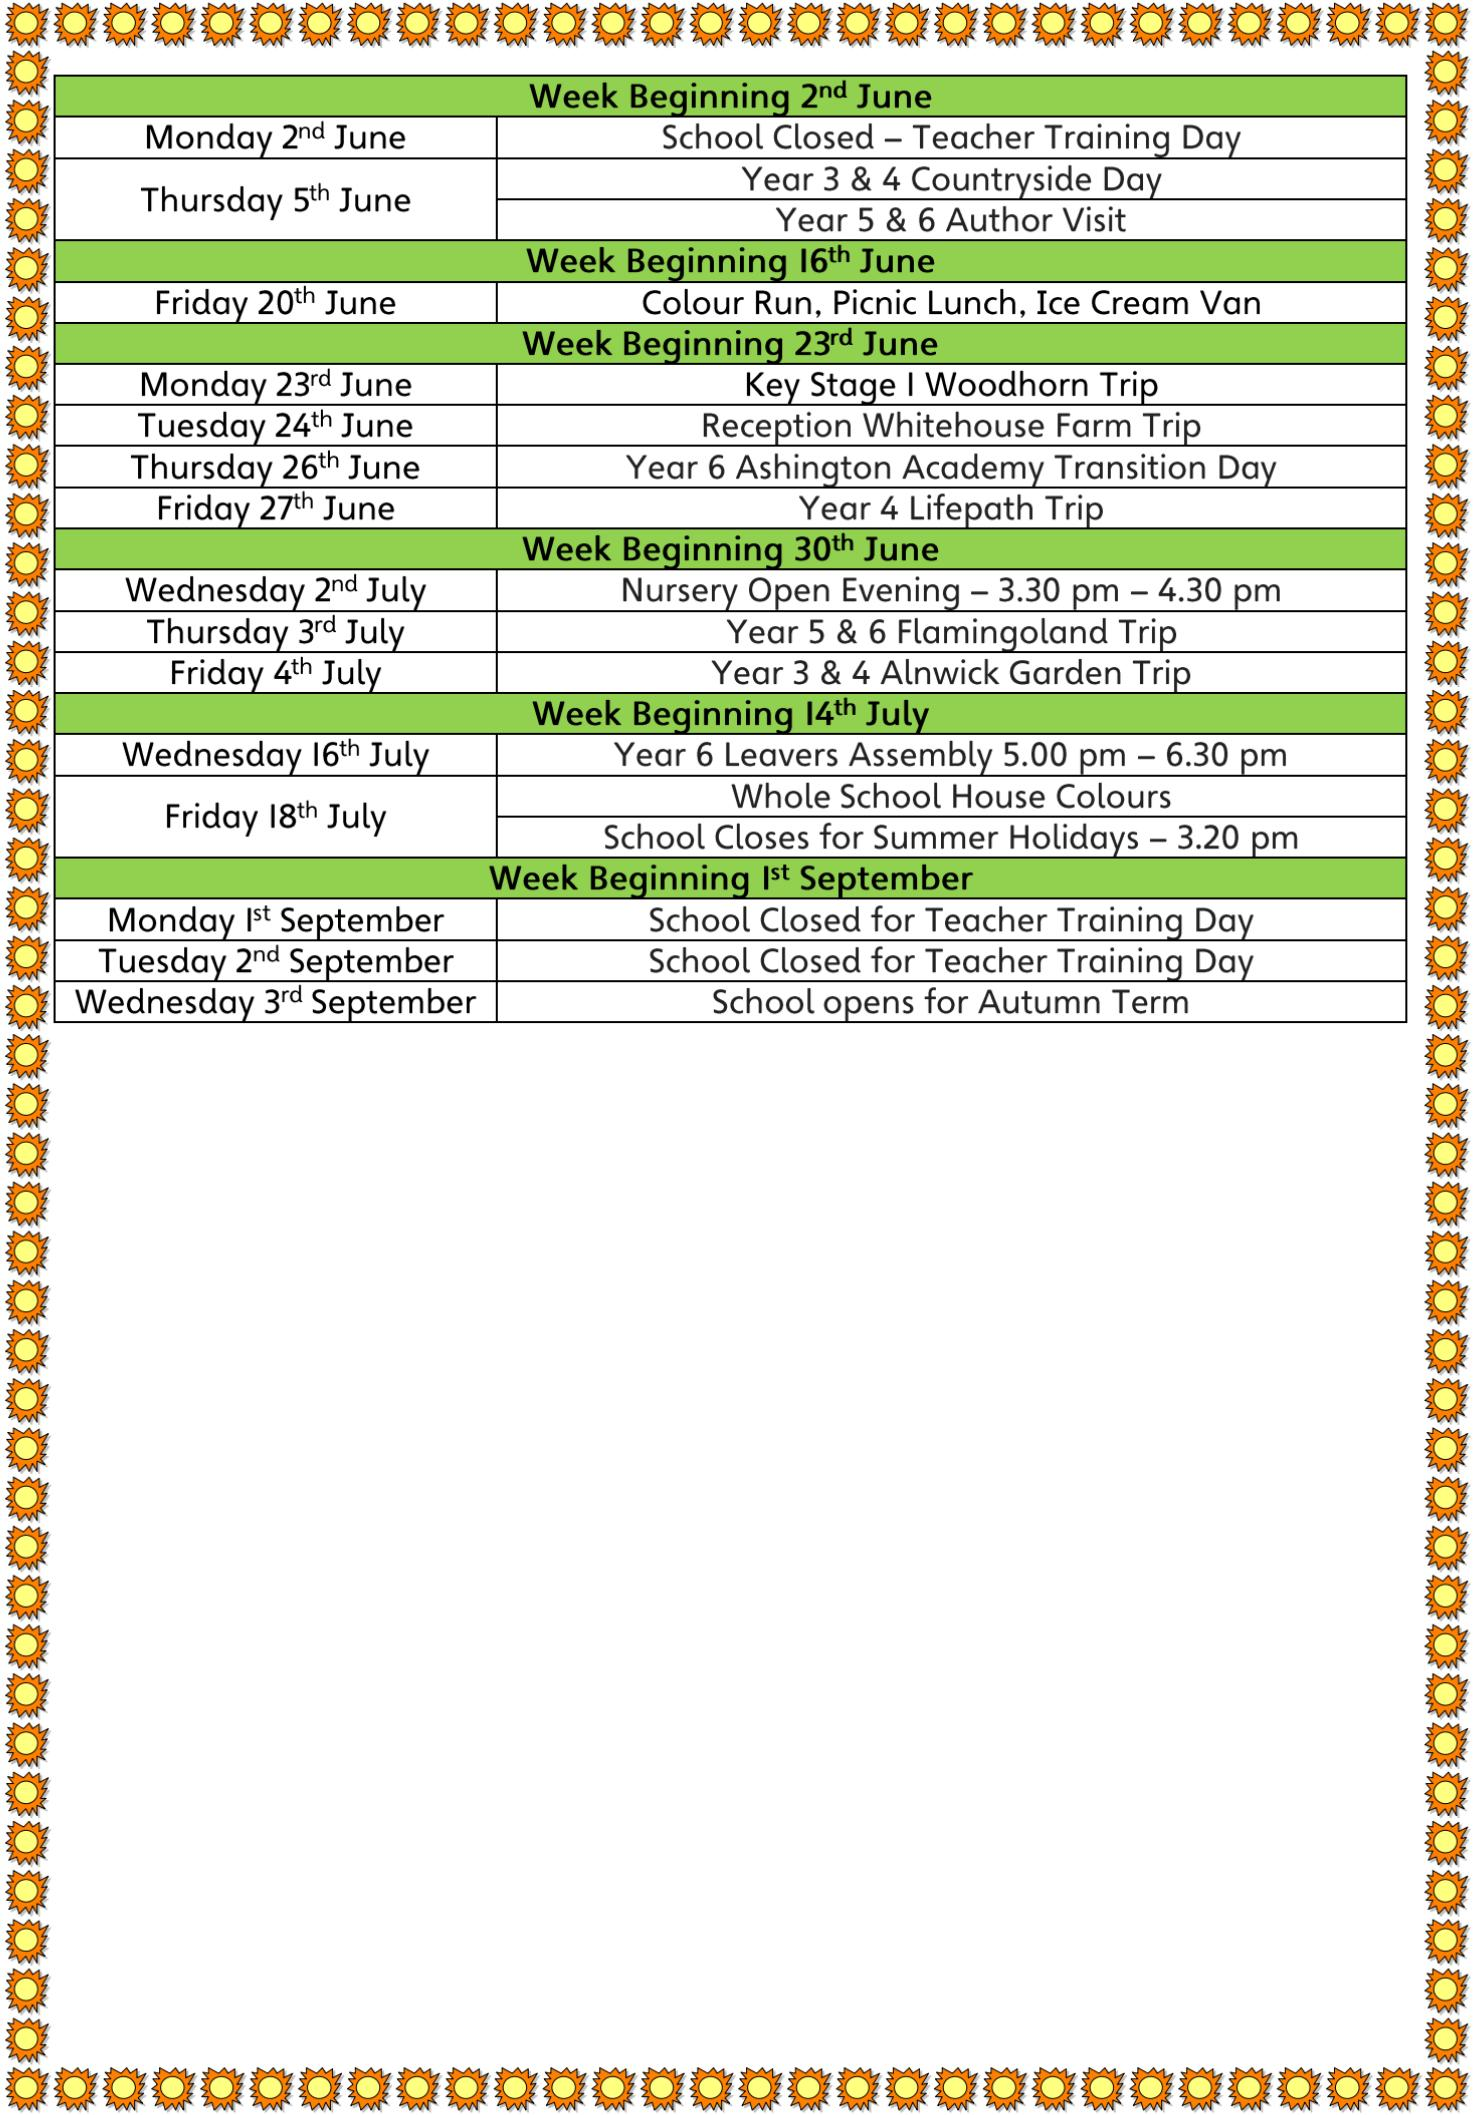 Week Beginning 2nd June
Monday 2nd June School Closed – Teacher Training Day
Thursday 5th June
Year 3 & 4 Countryside Day
Year 5 & 6 Author Visit
Week Beginning 16th June
Friday 20th June Colour Run, Picnic Lunch, Ice Cream Van
Week Beginning 23rd June
Monday 23rd June Key Stage 1 Woodhorn Trip
Tuesday 24th June Reception Whitehouse Farm Trip
Thursday 26th June Year 6 Ashington Academy Transition Day
Friday 27th June Year 4 Lifepath Trip
Week Beginning 30th June
Wednesday 2nd July Nursery Open Evening – 3.30 pm – 4.30 pm
Thursday 3rd July Year 5 & 6 Flamingoland Trip
Friday 4th July Year 3 & 4 Alnwick Garden Trip
Week Beginning 14th July
Wednesday 16th July Year 6 Leavers Assembly 5.00 pm – 6.30 pm
Friday 18th July
Whole School House Colours
School Closes for Summer Holidays – 3.20 pm
Week Beginning 1st September
Monday 1st September School Closed for Teacher Training Day
Tuesday 2nd September School Closed for Teacher Training Day
Wednesday 3rd September School opens for Autumn Term